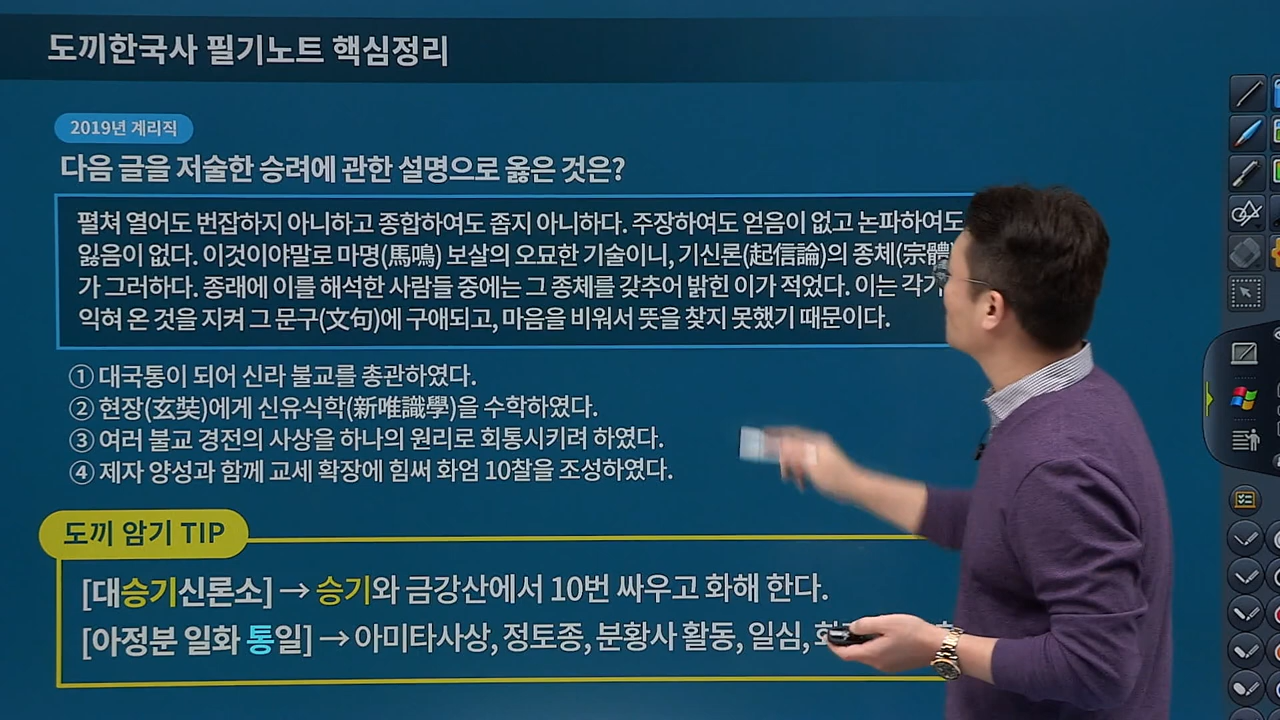 도끼한국사 필기노트 핵심정리
2019년 계리직
다음 글을 저술한 승려에 관한 설명으로 옳은 것은?
펼쳐 열어도 번잡하지 아니하고 종합하여도 좁지 아니하다. 주장하여도 얻음이 없고 논파하여도
잃음이 없다. 이것이야말로 마명(馬鳴) 보살의 오묘한 기술이니, 기신론(起信論)의 종체(宗體
가 그러하다. 종래에 이를 해석한 사람들 중에는 그 종체를 갖추어 밝힌 이가 적었다. 이는 각기
익혀 온 것을 지켜 그 문구(文句)에 구애되고, 마음을 비워서 뜻을 찾지 못했기 때문이다.
① 대국통이 되어 신라 불교를 총관하였다.
② 현장(玄奘)에게 신유식학(新唯識學)을 수학하였다.
③ 여러 불교 경전의 사상을 하나의 원리로 회통시키려 하였다.
④ 제자 양성과 함께 교세 확장에 힘써 화엄 10찰을 조성하였다.
도끼 암기 TIP
[대승기신론소] → 승기와 금강산에서 10번 싸우고 화해 한다.
[아정분 일화 통일] → 아미타사상, 정토종, 분황사 활동, 일심,